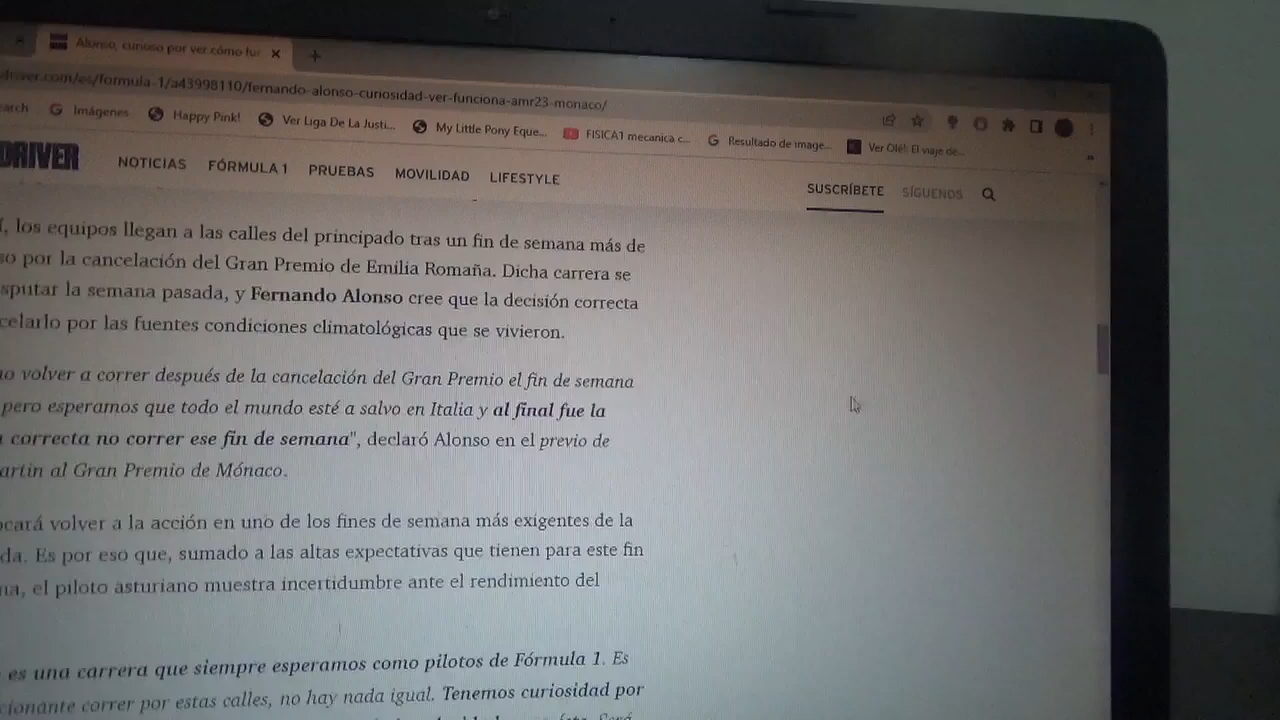 Alonso, curioso por ver cómo fu
driver.com/es/formula-1/a43998110/fernando-alonso-curiosidad-ver-funciona-amr23-monaco/
earch Imágenes Happy Pink! Ver Liga De La Justi... My Little Pony Eque... FISICA1 mecanica c... Resultado de image... Ver Olé!: El viaje de...
DRIVER NOTICIAS FÓRMULA 1 PRUEBAS MOVILIDAD LIFESTYLE SUSCRÍBETE SÍGUENOS
í, los equipos llegan a las calles del principado tras un fin de semana más de
so por la cancelación del Gran Premio de Emilia Romaña. Dicha carrera se
sputar la semana pasada, y Fernando Alonso cree que la decisión correcta
celarlo por las fuentes condiciones climatológicas que se vivieron.
no volver a correr después de la cancelación del Gran Premio el fin de semana
pero esperamos que todo el mundo esté a salvo en Italia y al final fue la
correcta no correr ese fin de semana", declaró Alonso en el previo de
artin al Gran Premio de Mónaco.
ocará volver a la acción en uno de los fines de semana más exigentes de la
da. Es por eso que, sumado a las altas expectativas que tienen para este fin
na, el piloto asturiano muestra incertidumbre ante el rendimiento del
es una carrera que siempre esperamos como pilotos de Fórmula 1. Es
cionante correr por estas calles, no hay nada igual. Tenemos curiosidad por